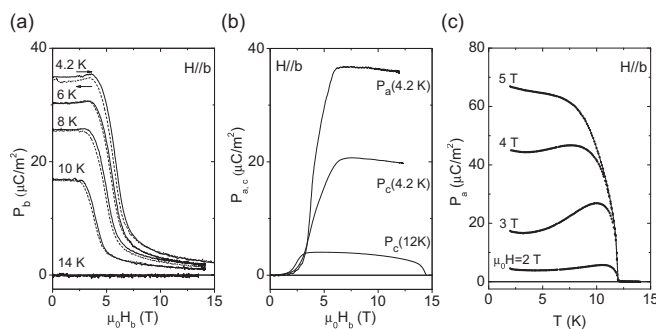 (a)
40
20
0
P_b (μC/m²)
4.2 K
6 K
8 K
10 K
14 K
H//b
0 5 10 15
μ₀H_b (T)
(b)
40
20
0
P_a,c (μC/m²)
H//b
P_a(4.2 K)
P_c(4.2K)
P_c(12K)
0 5 10 15
μ₀H_b (T)
(c)
80
60
40
20
0
P_a (μC/m²)
H//b
5 T
4 T
3 T
μ₀H=2 T
0 5 10 15
T (K)